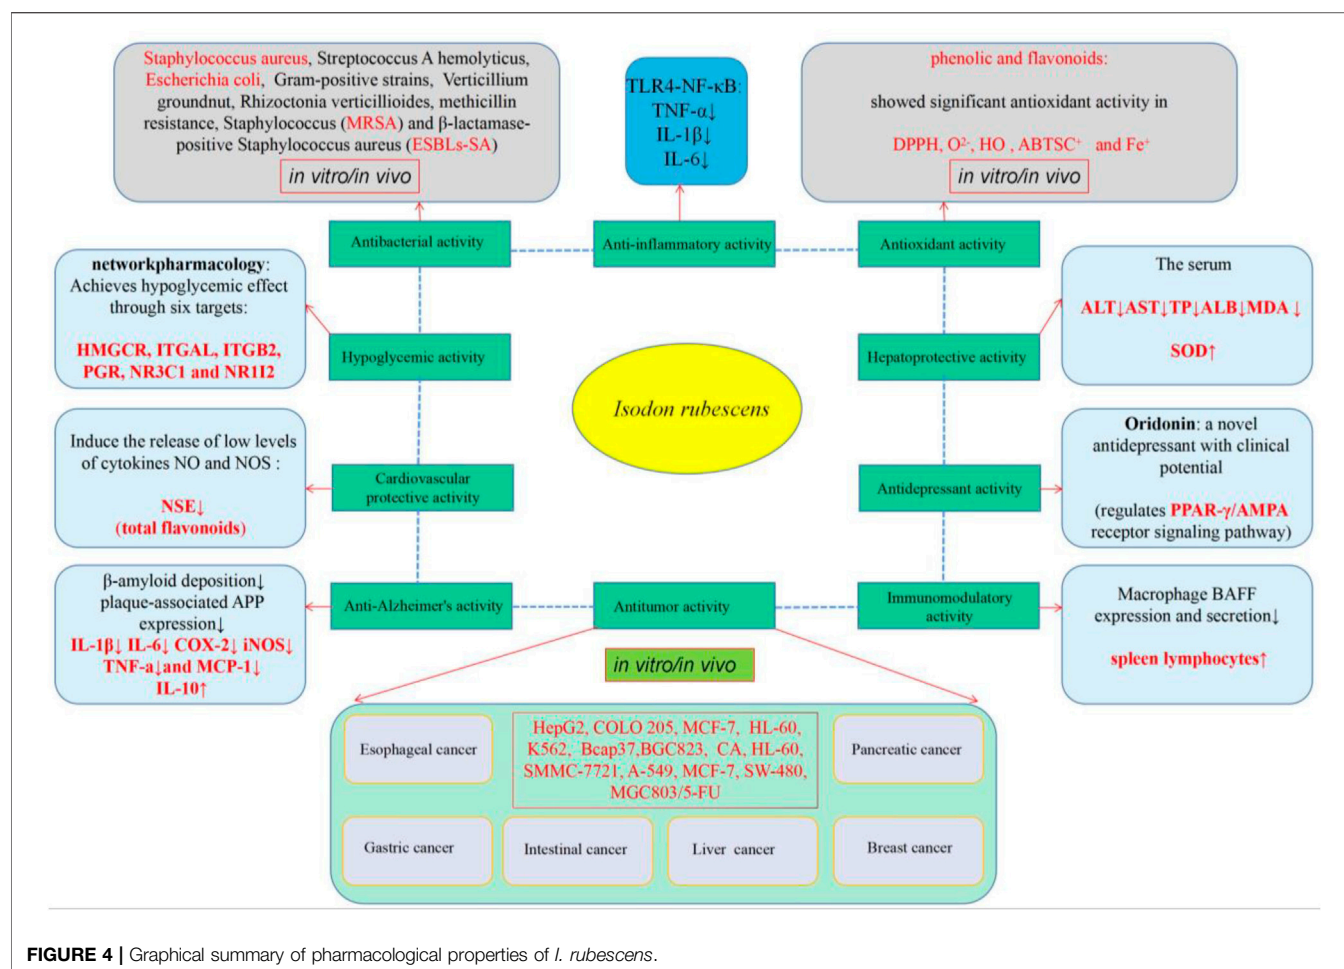 Staphylococcus aureus, Streptococcus A hemolyticus,
Escherichia coli, Gram-positive strains, Verticillium
groundnut, Rhizoctonia verticillioides, methicillin
resistance, Staphylococcus (MRSA) and β-lactamase-
positive Staphylococcus aureus (ESBLs-SA)
in vitro/in vivo
TLR4-NF-κB:
TNF-α↓
IL-1β↓
IL-6↓
phenolic and flavonoids:
showed significant antioxidant activity in
DPPH, O²⁻, HO , ABTSC⁺ and Fe⁺
in vitro/in vivo
Antibacterial activity
Anti-inflammatory activity
Antioxidant activity
networkpharmacology:
Achieves hypoglycemic effect
through six targets:
HMGCR, ITGAL, ITGB2,
PGR, NR3C1 and NR1I2
Hypoglycemic activity
Isodon rubescens
Hepatoprotective activity
The serum
ALT↓AST↓TP↓ALB↓MDA ↓
SOD↑
Induce the release of low levels
of cytokines NO and NOS :
NSE↓
(total flavonoids)
Cardiovascular
protective activity
Antidepressant activity
Oridonin: a novel
antidepressant with clinical
potential
(regulates PPAR-γ/AMPA
receptor signaling pathway)
β-amyloid deposition↓
plaque-associated APP
expression↓
IL-1β↓ IL-6↓ COX-2↓ iNOS↓
TNF-a↓and MCP-1↓
IL-10↑
Anti-Alzheimer's activity
Antitumor activity
Immunomodulatory
activity
Macrophage BAFF
expression and secretion↓
spleen lymphocytes↑
in vitro/in vivo
Esophageal cancer
HepG2, COLO 205, MCF-7, HL-60,
K562, Bcap37,BGC823, CA, HL-60,
SMMC-7721, A-549, MCF-7, SW-480,
MGC803/5-FU
Pancreatic cancer
Gastric cancer
Intestinal cancer
Liver cancer
Breast cancer
FIGURE 4 | Graphical summary of pharmacological properties of I. rubescens.